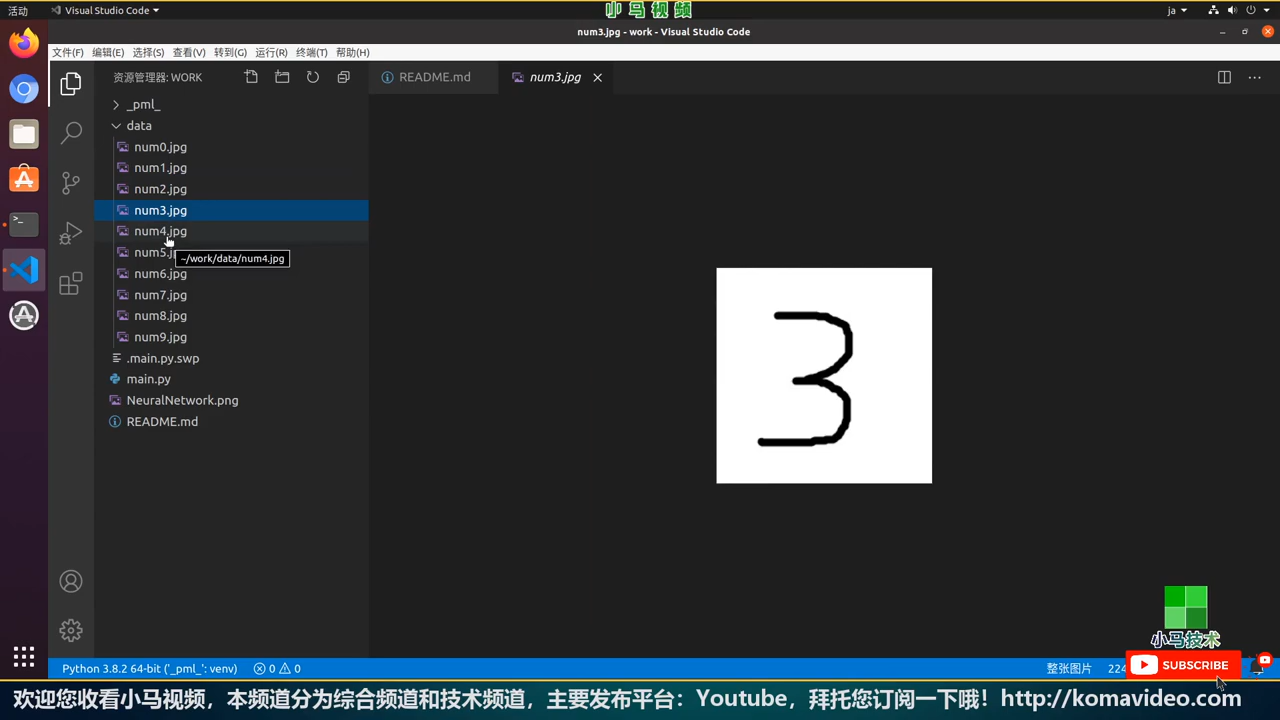 活动
Visual Studio Code
小马视频
ja
num3.jpg - work - Visual Studio Code
文件(F) 编辑(E) 选择(S) 查看(V) 转到(G) 运行(R) 终端(T) 帮助(H)
资源管理器: WORK
README.md
num3.jpg
_pml_
data
num0.jpg
num1.jpg
num2.jpg
num3.jpg
num4.jpg
num5.j
~/work/data/num4.jpg
num6.jpg
num7.jpg
num8.jpg
num9.jpg
.main.py.swp
main.py
NeuralNetwork.png
README.md
3
小马技术
SUBSCRIBE
Python 3.8.2 64-bit ('_pml_': venv)
0
0
整张图片
224
欢迎您收看小马视频，本频道分为综合频道和技术频道，主要发布平台：Youtube，拜托您订阅一下哦！http://komavideo.com